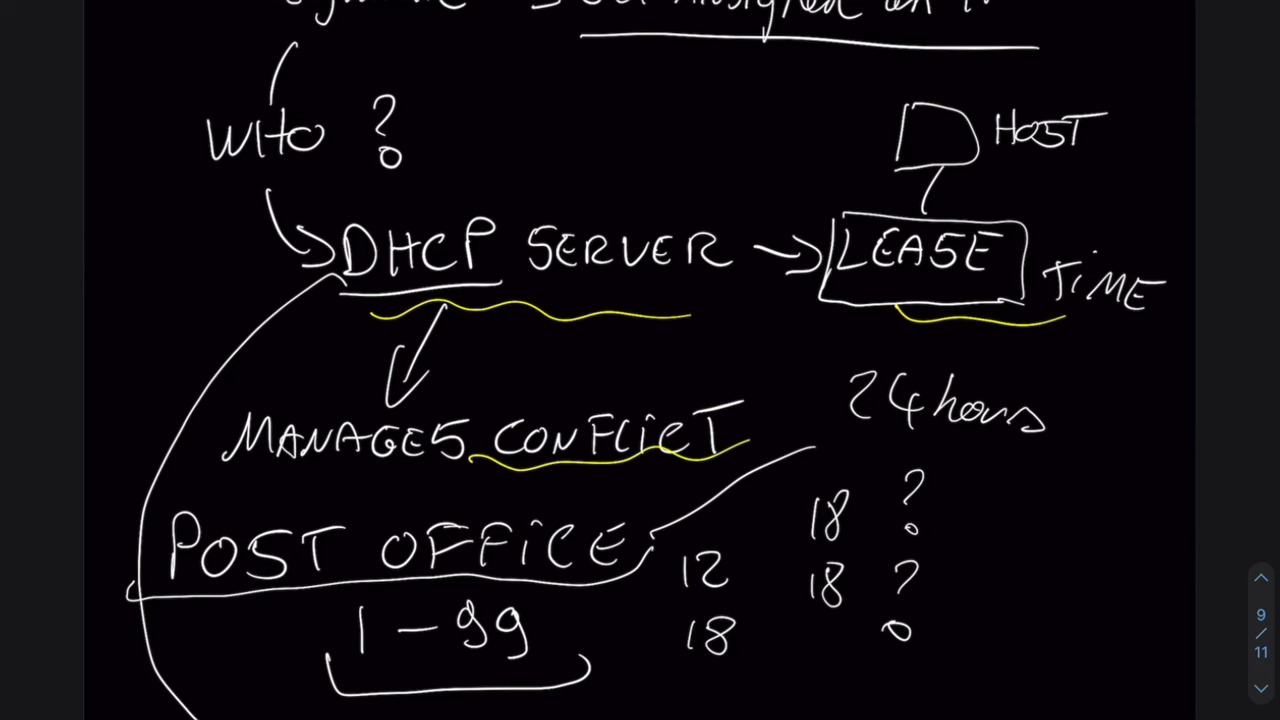 WHO ?
HOST
DHCP SERVER → LEASE TIME
24 hours
MANAGES CONFLICT
POST OFFICE
18 ?
12 18 ?
1 - 99 18
9
/
11